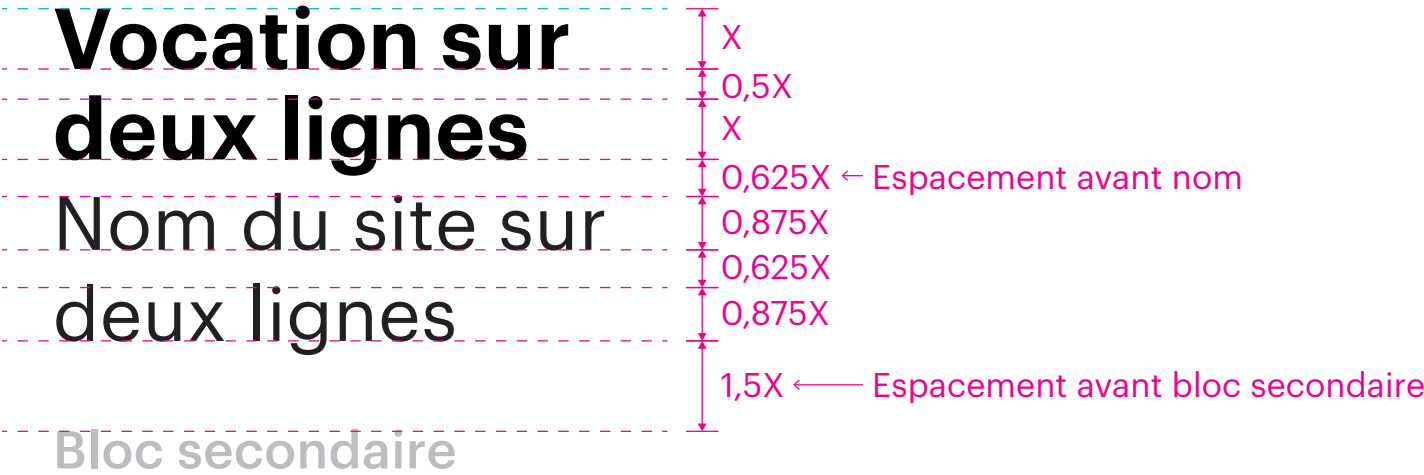 Vocation sur
deux lignes
Nom du site sur
deux lignes
Bloc secondaire
X
0,5X
X
0,625X ← Espacement avant nom
0,875X
0,625X
0,875X
1,5X ← Espacement avant bloc secondaire